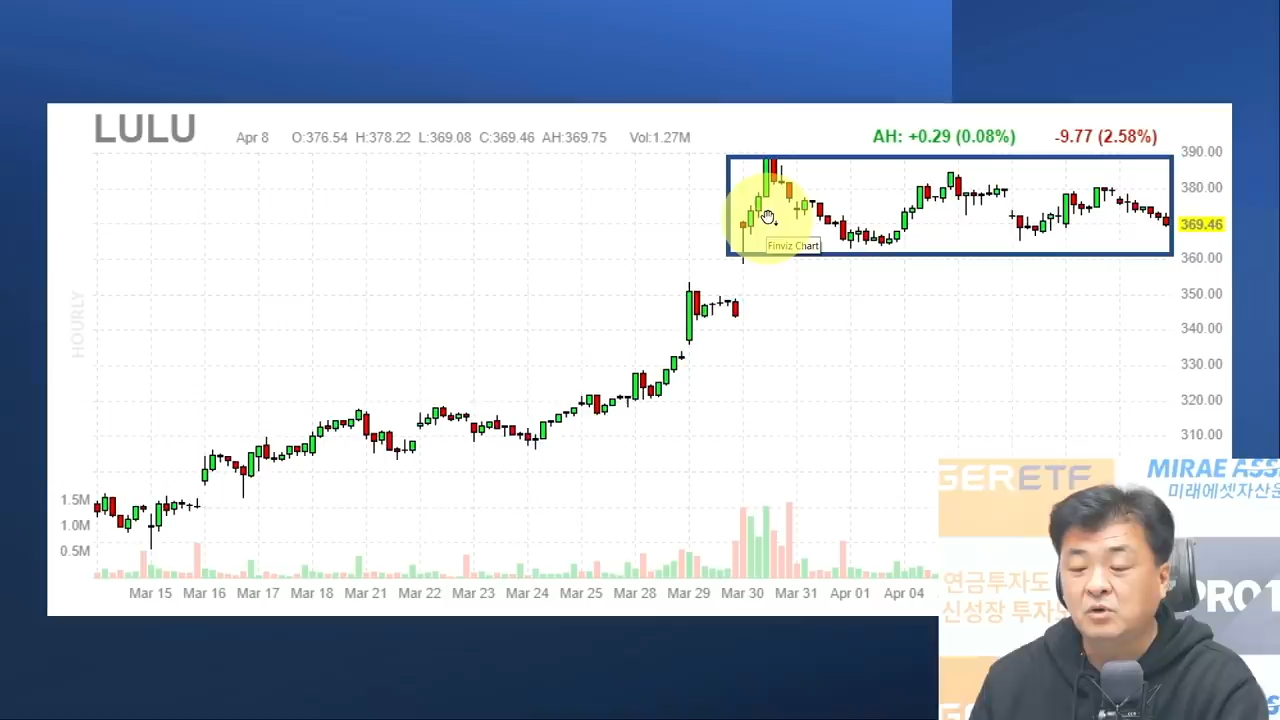 LULU
Apr 8 O:376.54 H:378.22 L:369.08 C:369.46 AH:369.75 Vol:1.27M
AH: +0.29 (0.08%) -9.77 (2.58%)
390.00
380.00
369.46
Finviz Chart
360.00
350.00
HOURLY
340.00
330.00
320.00
310.00
1.5M
1.0M
0.5M
Mar 15 Mar 16 Mar 17 Mar 18 Mar 21 Mar 22 Mar 23 Mar 24 Mar 25 Mar 28 Mar 29 Mar 30 Mar 31 Apr 01 Apr 04
GERETF
MIRAE ASS
미래에셋자산운
연금투자도
신성장 투자도
PRO1